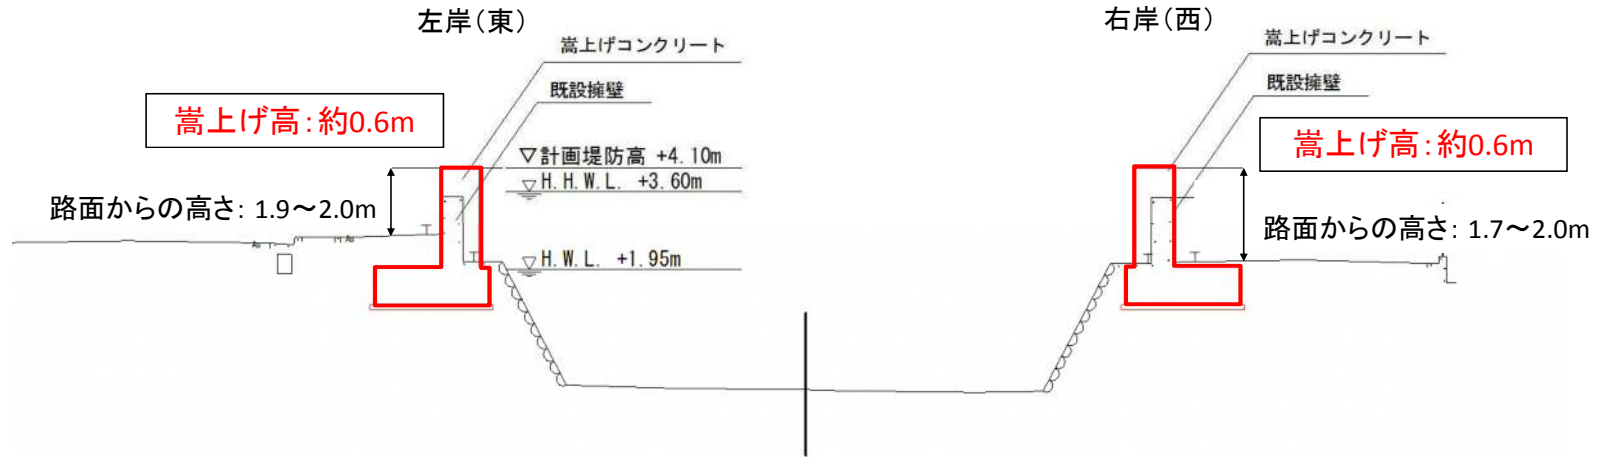 左岸（東）
嵩上げコンクリート
既設擁壁
嵩上げ高：約0.6m
▽計画堤防高 +4.10m
▽H.H.W.L. +3.60m
路面からの高さ: 1.9～2.0m
▽H.W.L. +1.95m
右岸（西）
嵩上げコンクリート
既設擁壁
嵩上げ高：約0.6m
路面からの高さ: 1.7～2.0m